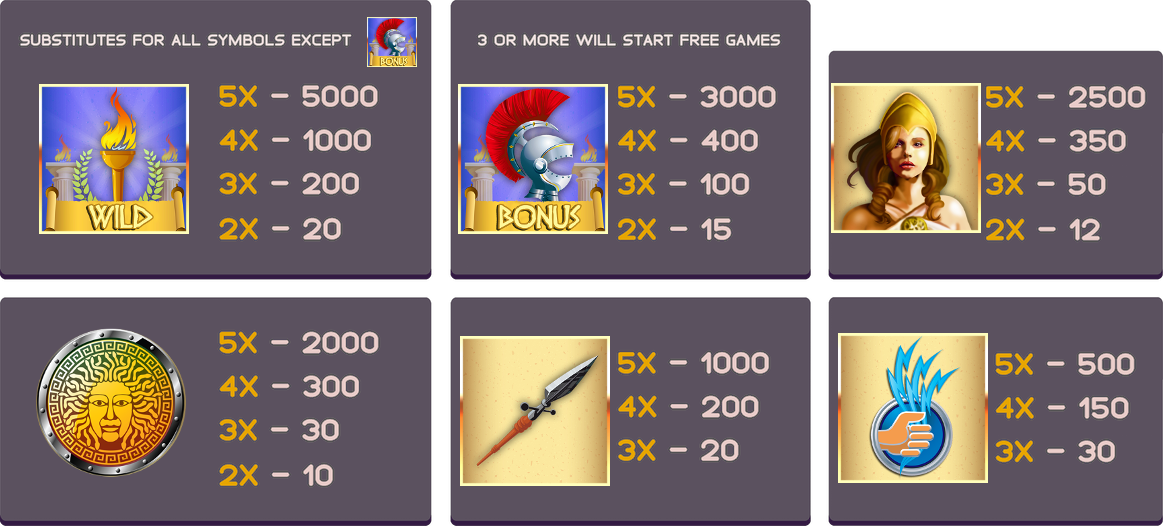 SUBSTITUTES FOR ALL SYMBOLS EXCEPT
BONUS
WILD
5X – 5000
4X – 1000
3X – 200
2X – 20
3 OR MORE WILL START FREE GAMES
BONUS
5X – 3000
4X – 400
3X – 100
2X – 15
5X – 2500
4X – 350
3X – 50
2X – 12
5X – 2000
4X – 300
3X – 30
2X – 10
5X – 1000
4X – 200
3X – 20
5X – 500
4X – 150
3X – 30